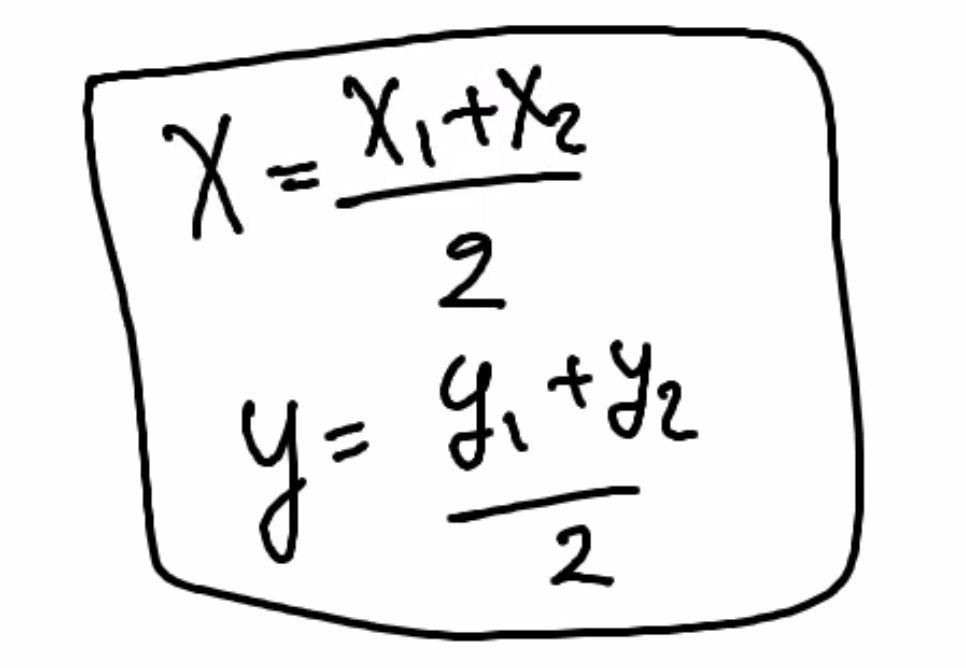 x = (x₁+x₂)/2
y = (y₁+y₂)/2